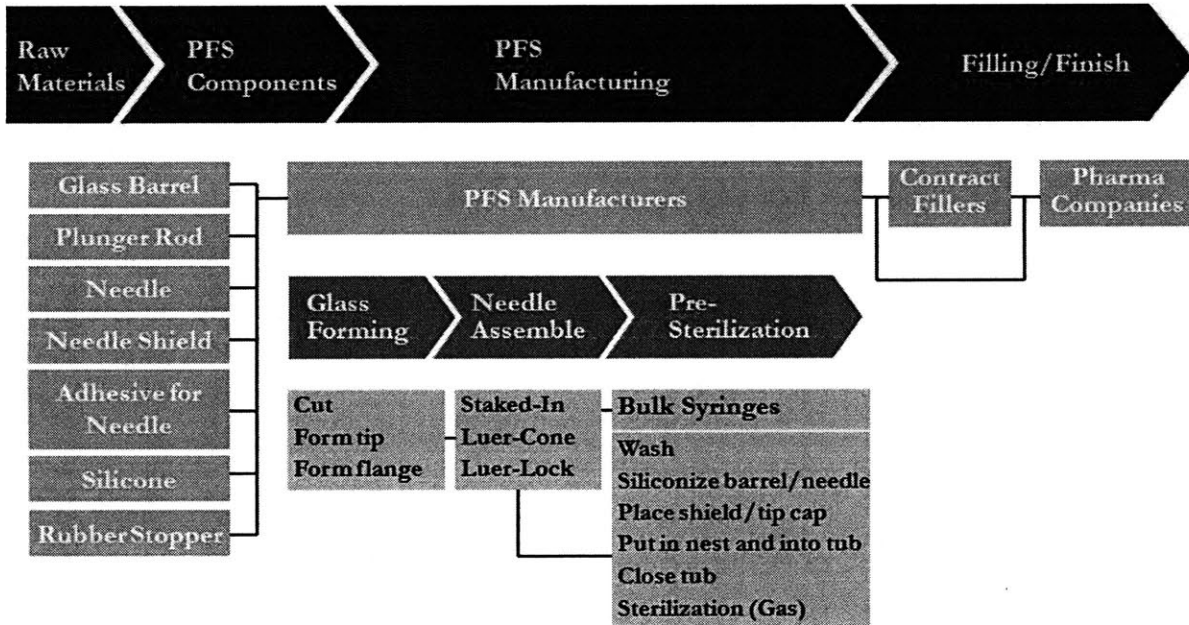 Raw
Materials
PFS
Components
PFS
Manufacturing
Filling/Finish
Glass Barrel
Plunger Rod
Needle
Needle Shield
Adhesive for
Needle
Silicone
Rubber Stopper
PFS Manufacturers
Contract
Fillers
Pharma
Companies
Glass
Forming
Needle
Assemble
Pre-
Sterilization
Cut
Form tip
Form flange
Staked-In
Luer-Cone
Luer-Lock
Bulk Syringes
Wash
Siliconize barrel/needle
Place shield/tip cap
Put in nest and into tub
Close tub
Sterilization (Gas)